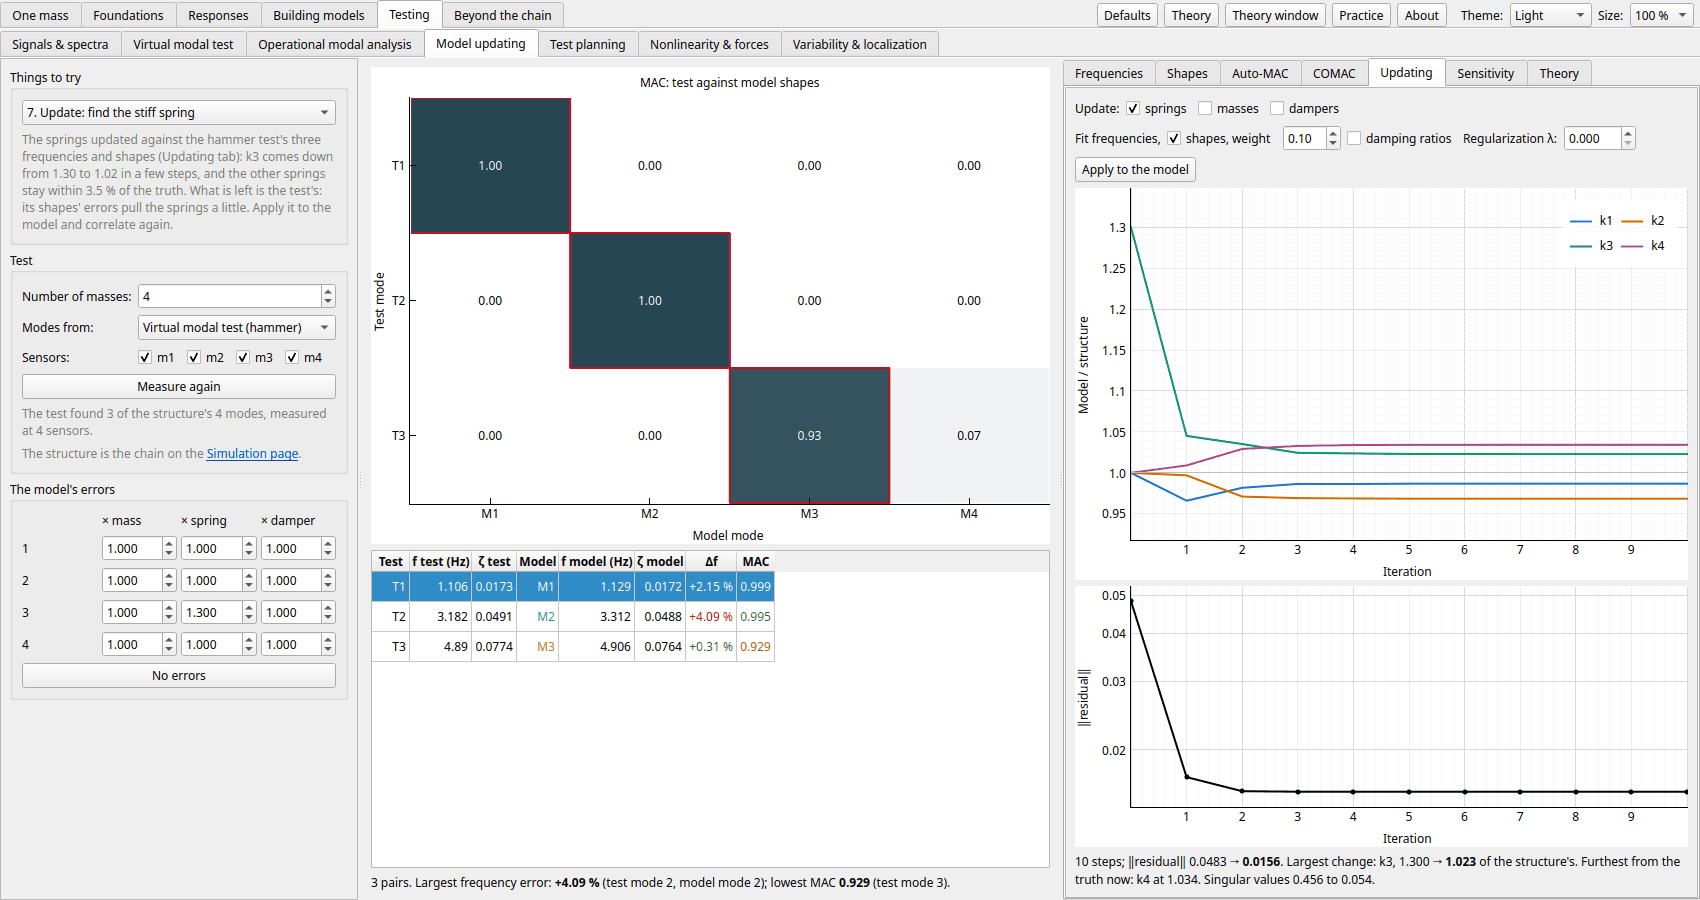 One mass Foundations Responses Building models Testing Beyond the chain Defaults Theory Theory window Practice About Theme: Light Size: 100 %
Signals & spectra Virtual modal test Operational modal analysis Model updating Test planning Nonlinearity & forces Variability & localization
Things to try
7. Update: find the stiff spring
The springs updated against the hammer test's three
frequencies and shapes (Updating tab): k3 comes down
from 1.30 to 1.02 in a few steps, and the other springs
stay within 3.5 % of the truth. What is left is the test's:
its shapes' errors pull the springs a little. Apply it to the
model and correlate again.
Test
Number of masses: 4
Modes from: Virtual modal test (hammer)
Sensors: m1 m2 m3 m4
Measure again
The test found 3 of the structure's 4 modes, measured
at 4 sensors.
The structure is the chain on the Simulation page.
The model's errors
× mass × spring × damper
1 1.000 1.000 1.000
2 1.000 1.000 1.000
3 1.000 1.300 1.000
4 1.000 1.000 1.000
No errors
MAC: test against model shapes
Test mode
T1 1.00 0.00 0.00 0.00
T2 0.00 1.00 0.00 0.00
T3 0.00 0.00 0.93 0.07
M1 M2 M3 M4
Model mode
Test f test (Hz) ζ test Model f model (Hz) ζ model Δf MAC
T1 1.106 0.0173 M1 1.129 0.0172 +2.15 % 0.999
T2 3.182 0.0491 M2 3.312 0.0488 +4.09 % 0.995
T3 4.89 0.0774 M3 4.906 0.0764 +0.31 % 0.929
3 pairs. Largest frequency error: +4.09 % (test mode 2, model mode 2); lowest MAC 0.929 (test mode 3).
Frequencies Shapes Auto-MAC COMAC Updating Sensitivity Theory
Update: springs masses dampers
Fit frequencies, shapes, weight 0.10 damping ratios Regularization λ: 0.000
Apply to the model
Model / structure
1.3
1.25
1.2
1.15
1.1
1.05
1.0
0.95
k1 k2
k3 k4
1 2 3 4 5 6 7 8 9
Iteration
‖residual‖
0.05
0.04
0.03
0.02
1 2 3 4 5 6 7 8 9
Iteration
10 steps; ‖residual‖ 0.0483 → 0.0156. Largest change: k3, 1.300 → 1.023 of the structure's. Furthest from the
truth now: k4 at 1.034. Singular values 0.456 to 0.054.